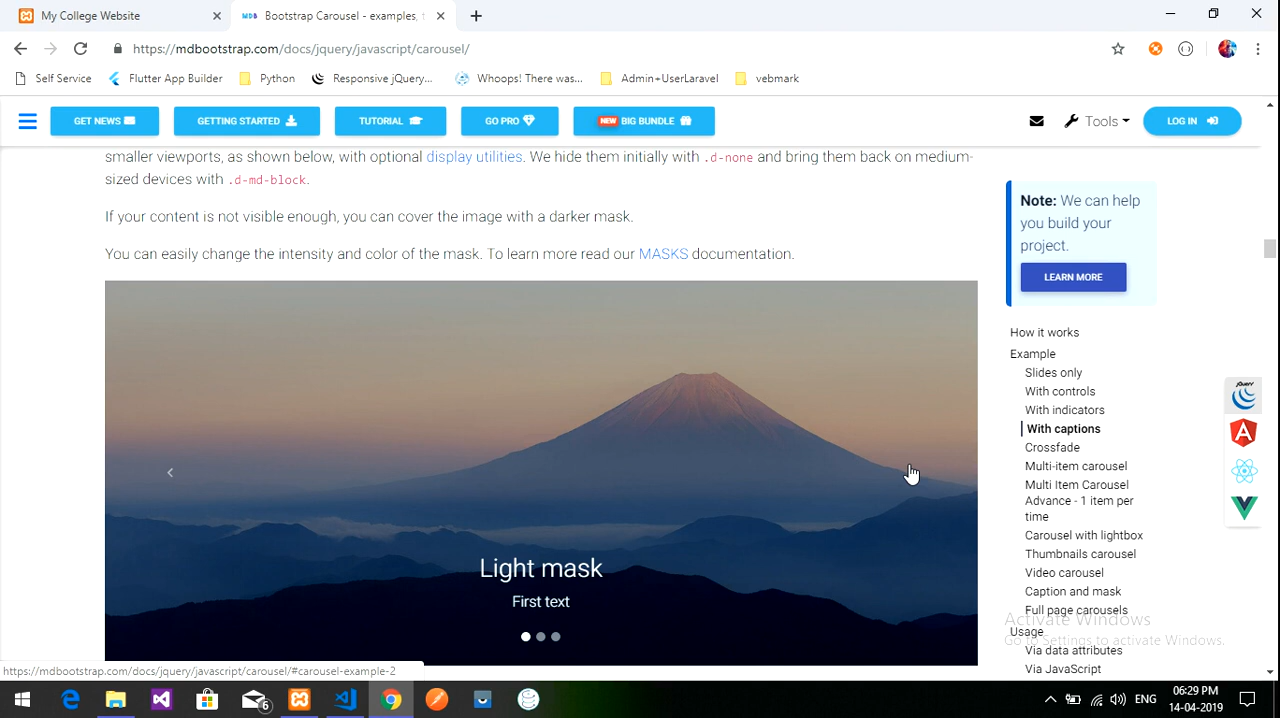 My College Website
MDB Bootstrap Carousel - examples, t
https://mdbootstrap.com/docs/jquery/javascript/carousel/
Self Service
Flutter App Builder
Python
Responsive jQuery...
Whoops! There was...
Admin+UserLaravel
vebmark
GET NEWS
GETTING STARTED
TUTORIAL
GO PRO
NEW BIG BUNDLE
Tools
LOG IN
smaller viewports, as shown below, with optional display utilities. We hide them initially with .d-none and bring them back on medium-
sized devices with .d-md-block.
If your content is not visible enough, you can cover the image with a darker mask.
You can easily change the intensity and color of the mask. To learn more read our MASKS documentation.
Light mask
First text
Note: We can help
you build your
project.
LEARN MORE
How it works
Example
Slides only
With controls
With indicators
With captions
Crossfade
Multi-item carousel
Multi Item Carousel
Advance - 1 item per
time
Carousel with lightbox
Thumbnails carousel
Video carousel
Caption and mask
Full page carousels
Usage
Via data attributes
Via JavaScript
jQuery
Activate Windows
Go to Settings to activate Windows.
https://mdbootstrap.com/docs/jquery/javascript/carousel/#carousel-example-2
6
ENG
06:29 PM
14-04-2019